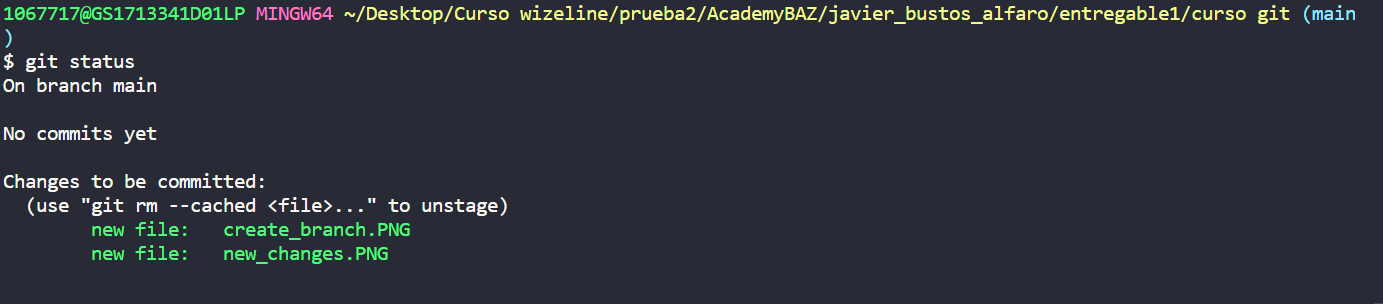 1067717@GS1713341D01LP MINGW64 ~/Desktop/Curso wizeline/prueba2/AcademyBAZ/javier_bustos_alfaro/entregable1/curso git (main
)
$ git status
On branch main
No commits yet
Changes to be committed:
  (use "git rm --cached <file>..." to unstage)
        new file:   create_branch.PNG
        new file:   new_changes.PNG